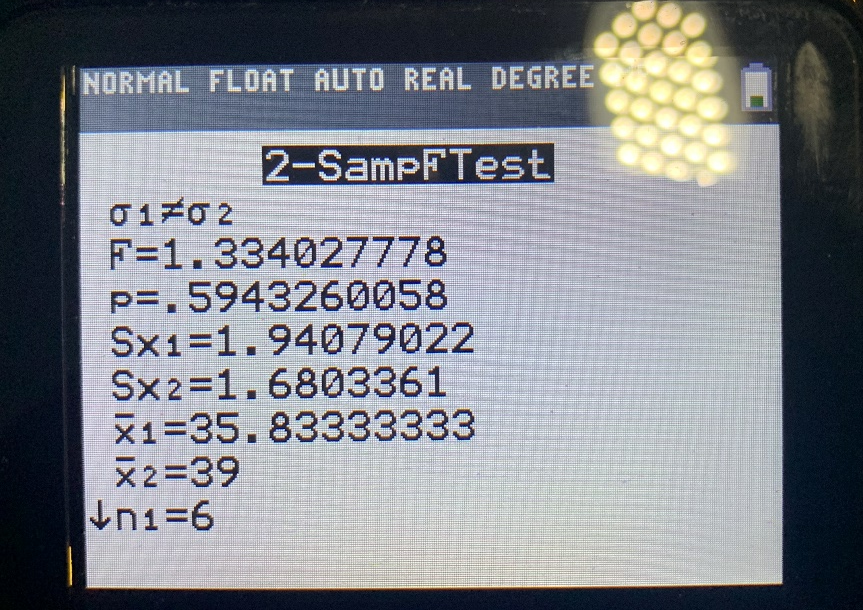 NORMAL FLOAT AUTO REAL DEGREE
2-SampFTest
σ1≠σ2
F=1.334027778
p=.5943260058
Sx1=1.94079022
Sx2=1.6803361
x̄1=35.83333333
x̄2=39
↓n1=6